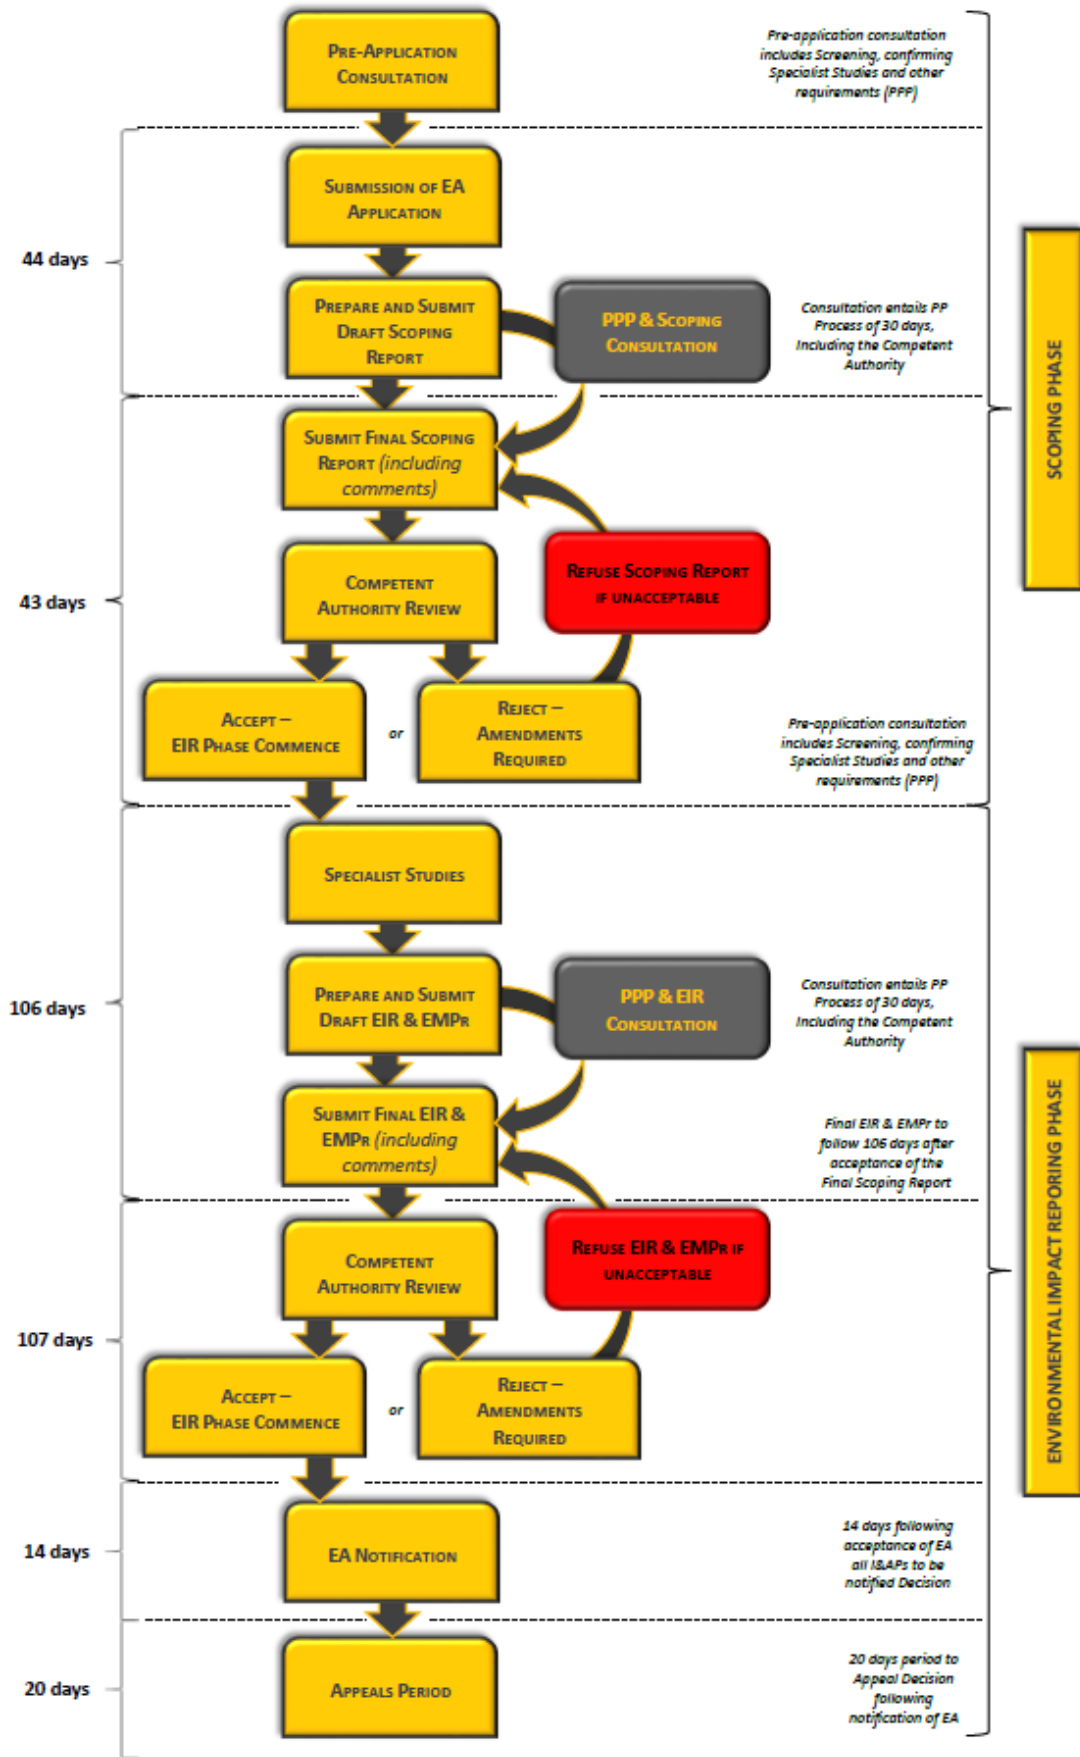 PRE-APPLICATION
CONSULTATION
Pre-application consultation
includes Screening, confirming
Specialist Studies and other
requirements (PPP)
SUBMISSION OF EA
APPLICATION
44 days
PREPARE AND SUBMIT
DRAFT SCOPING
REPORT
PPP & SCOPING
CONSULTATION
Consultation entails PP
Process of 30 days,
Including the Competent
Authority
SCOPING PHASE
SUBMIT FINAL SCOPING
REPORT (including
comments)
43 days
COMPETENT
AUTHORITY REVIEW
REFUSE SCOPING REPORT
IF UNACCEPTABLE
ACCEPT –
EIR PHASE COMMENCE
or
REJECT –
AMENDMENTS
REQUIRED
Pre-application consultation
includes Screening, confirming
Specialist Studies and other
requirements (PPP)
SPECIALIST STUDIES
106 days
PREPARE AND SUBMIT
DRAFT EIR & EMPR
PPP & EIR
CONSULTATION
Consultation entails PP
Process of 30 days,
Including the Competent
Authority
SUBMIT FINAL EIR &
EMPR (including
comments)
Final EIR & EMPr to
follow 106 days after
acceptance of the
Final Scoping Report
ENVIRONMENTAL IMPACT REPORING PHASE
107 days
COMPETENT
AUTHORITY REVIEW
REFUSE EIR & EMPR IF
UNACCEPTABLE
ACCEPT –
EIR PHASE COMMENCE
or
REJECT –
AMENDMENTS
REQUIRED
14 days
EA NOTIFICATION
14 days following
acceptance of EA
all I&APs to be
notified Decision
20 days
APPEALS PERIOD
20 days period to
Appeal Decision
following
notification of EA